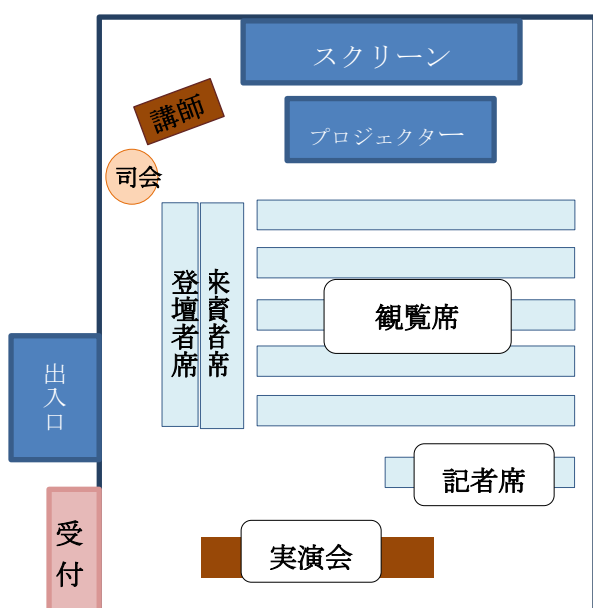 スクリーン
講師
プロジェクター
司会
登壇者席
来賓者席
観覧席
出入口
記者席
受付
実演会